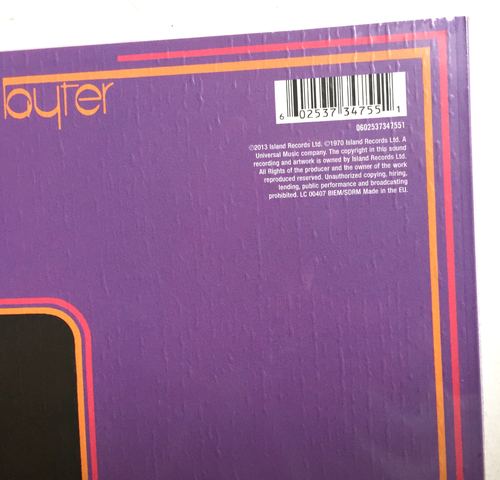 layter
6 02537 34755 1
0602537347551
℗2013 Island Records Ltd. ©1970 Island Records Ltd. A
Universal Music company. The copyright in this sound
recording and artwork is owned by Island Records Ltd.
All Rights of the producer and the owner of the work
reproduced reserved. Unauthorized copying, hiring,
lending, public performance and broadcasting
prohibited. LC 00407 BIEM/SDRM Made in the EU.